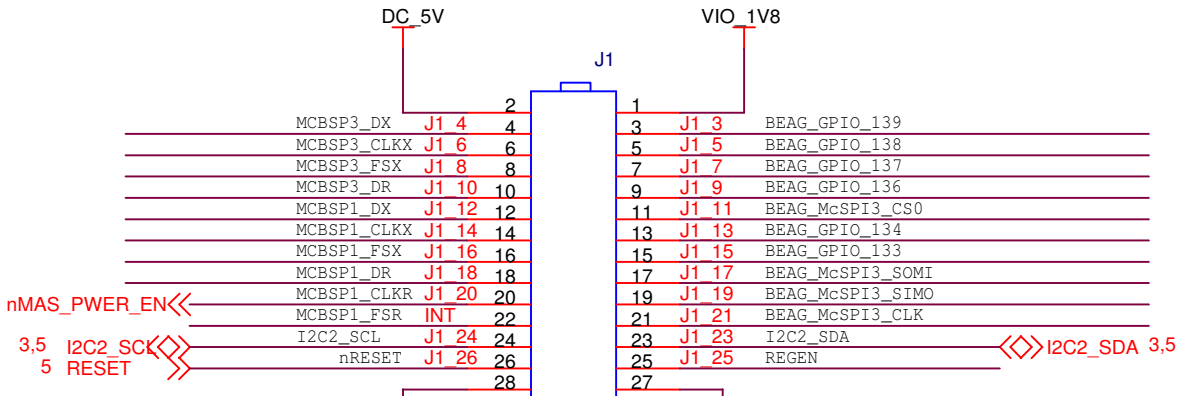 DC_5V VIO_1V8
J1
2 1
MCBSP3_DX J1_4 4 3 J1_3 BEAG_GPIO_139
MCBSP3_CLKX J1_6 6 5 J1_5 BEAG_GPIO_138
MCBSP3_FSX J1_8 8 7 J1_7 BEAG_GPIO_137
MCBSP3_DR J1_10 10 9 J1_9 BEAG_GPIO_136
MCBSP1_DX J1_12 12 11 J1_11 BEAG_McSPI3_CS0
MCBSP1_CLKX J1_14 14 13 J1_13 BEAG_GPIO_134
MCBSP1_FSX J1_16 16 15 J1_15 BEAG_GPIO_133
MCBSP1_DR J1_18 18 17 J1_17 BEAG_McSPI3_SOMI
nMAS_PWER_EN MCBSP1_CLKR J1_20 20 19 J1_19 BEAG_McSPI3_SIMO
MCBSP1_FSR INT 22 21 J1_21 BEAG_McSPI3_CLK
3,5 I2C2_SCL I2C2_SCL J1_24 24 23 J1_23 I2C2_SDA I2C2_SDA 3,5
5 RESET nRESET J1_26 26 25 J1_25 REGEN
28 27